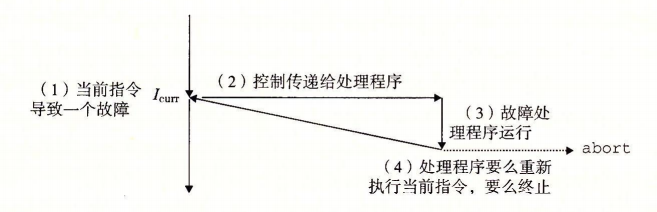 （1）当前指令
导致一个故障
Icurr
（2）控制传递给处理程序
（3）故障处
理程序运行
abort
（4）处理程序要么重新
执行当前指令，要么终止